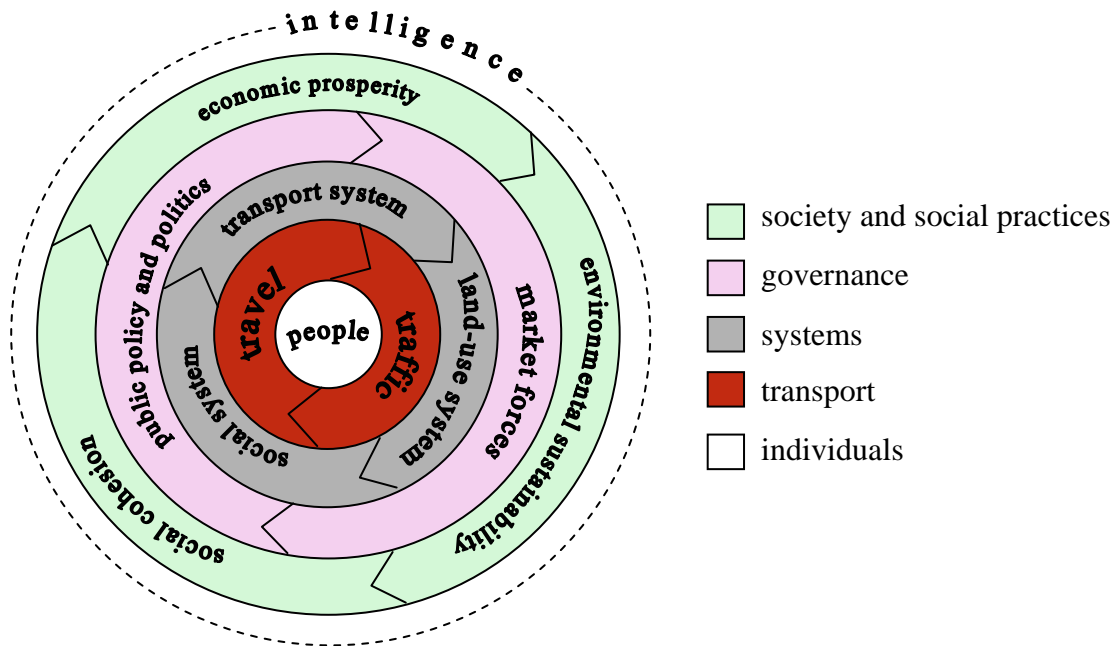 intelligence
economic prosperity
environmental sustainability
social cohesion
public policy and politics
market forces
transport system
land-use system
social system
travel
traffic
people
society and social practices
governance
systems
transport
individuals